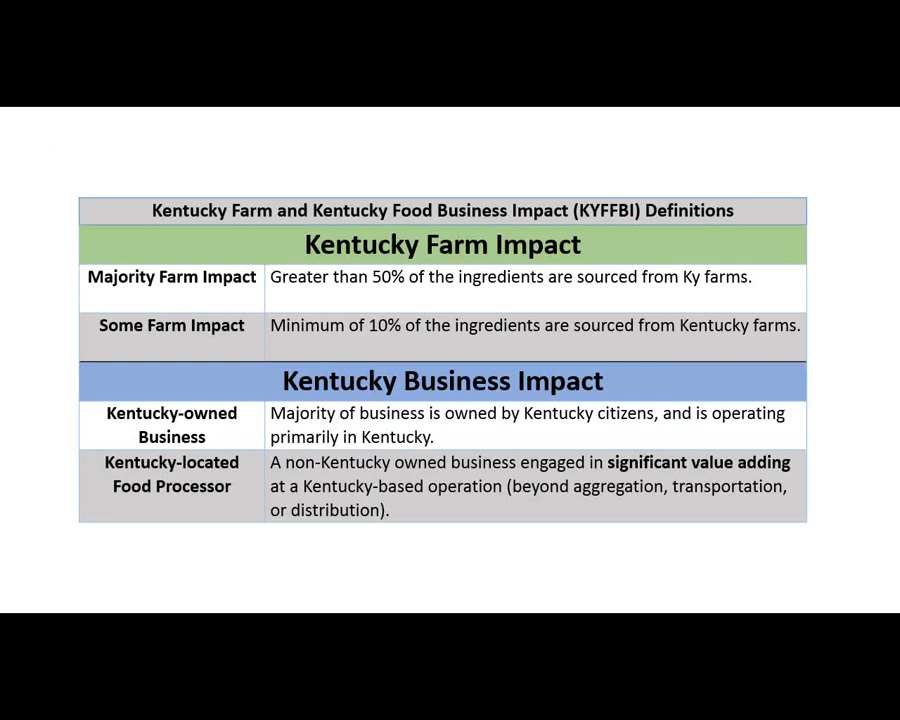 Kentucky Farm and Kentucky Food Business Impact (KYFFBI) Definitions
Kentucky Farm Impact
Majority Farm Impact Greater than 50% of the ingredients are sourced from Ky farms.
Some Farm Impact Minimum of 10% of the ingredients are sourced from Kentucky farms.
Kentucky Business Impact
Kentucky-owned Business
Majority of business is owned by Kentucky citizens, and is operating
primarily in Kentucky.
Kentucky-located
Food Processor
A non-Kentucky owned business engaged in significant value adding
at a Kentucky-based operation (beyond aggregation, transportation,
or distribution).